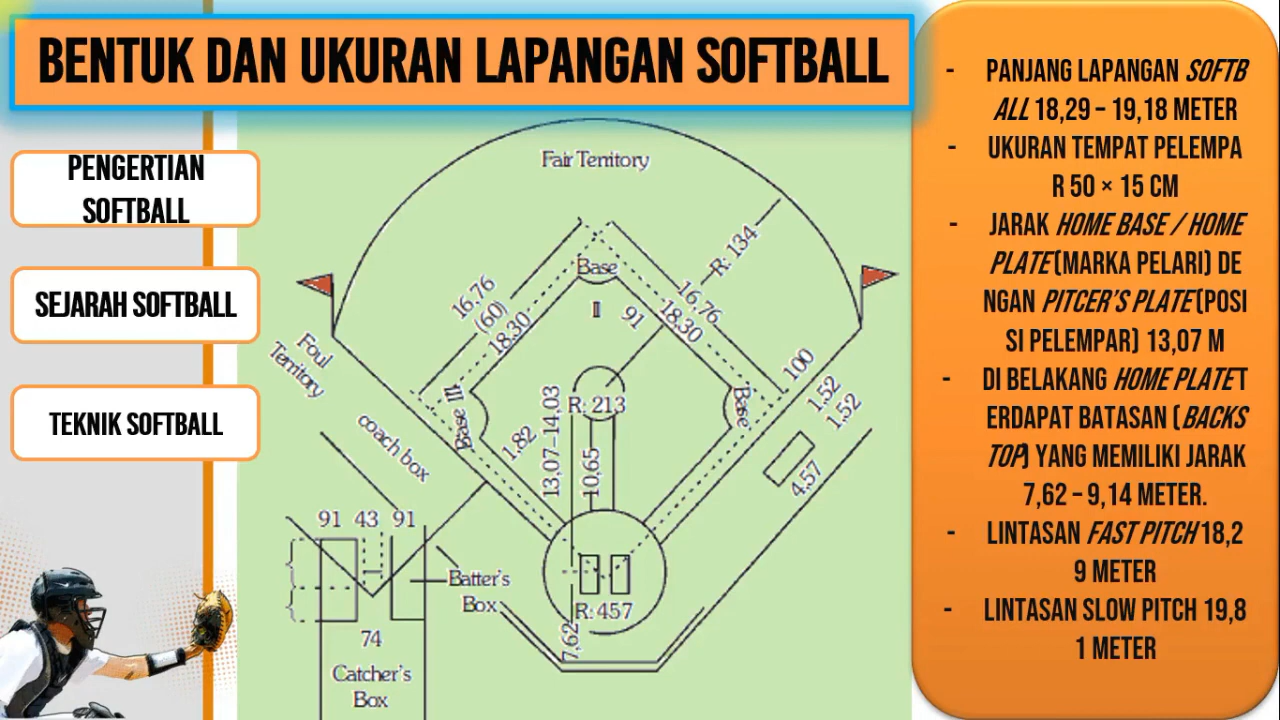 BENTUK DAN UKURAN LAPANGAN SOFTBALL
PENGERTIAN
SOFTBALL
SEJARAH SOFTBALL
TEKNIK SOFTBALL
Fair Territory
R: 134
Base
II
16,76
(60)
18,30
16,76
18,30
91
Foul
Territory
100
1.52
1.52
Base III
Base
R: 213
coach box
1.82
13,07-14,03
10,65
4.57
91 43 91
Batter's
Box
R: 457
7,62
74
Catcher's
Box
- PANJANG LAPANGAN SOFTB
ALL 18,29 – 19,18 METER
- UKURAN TEMPAT PELEMPA
R 50 × 15 CM
- JARAK HOME BASE / HOME
PLATE(MARKA PELARI) DE
NGAN PITCER'S PLATE(POSI
SI PELEMPAR) 13,07 M
- DI BELAKANG HOME PLATET
ERDAPAT BATASAN (BACKS
TOP) YANG MEMILIKI JARAK
7,62 – 9,14 METER.
- LINTASAN FAST PITCH 18,2
9 METER
- LINTASAN SLOW PITCH 19,8
1 METER